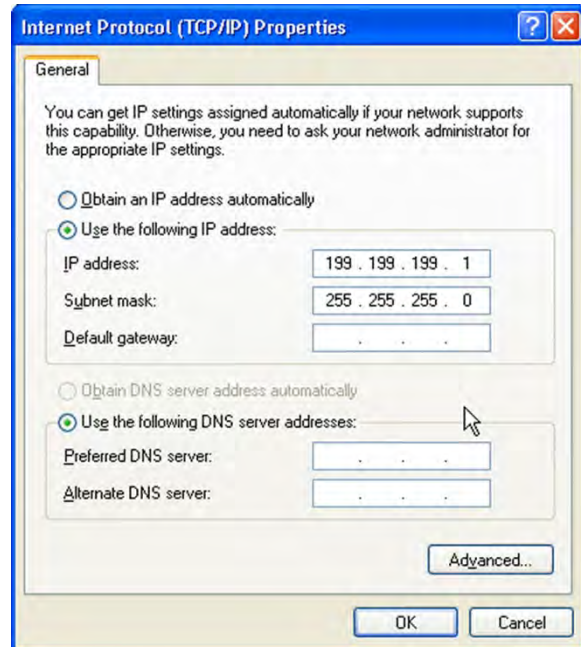 Internet Protocol (TCP/IP) Properties
General
You can get IP settings assigned automatically if your network supports
this capability. Otherwise, you need to ask your network administrator for
the appropriate IP settings.
Obtain an IP address automatically
Use the following IP address:
IP address: 199 . 199 . 199 . 1
Subnet mask: 255 . 255 . 255 . 0
Default gateway: . . .
Obtain DNS server address automatically
Use the following DNS server addresses:
Preferred DNS server: . . .
Alternate DNS server: . . .
Advanced...
OK Cancel